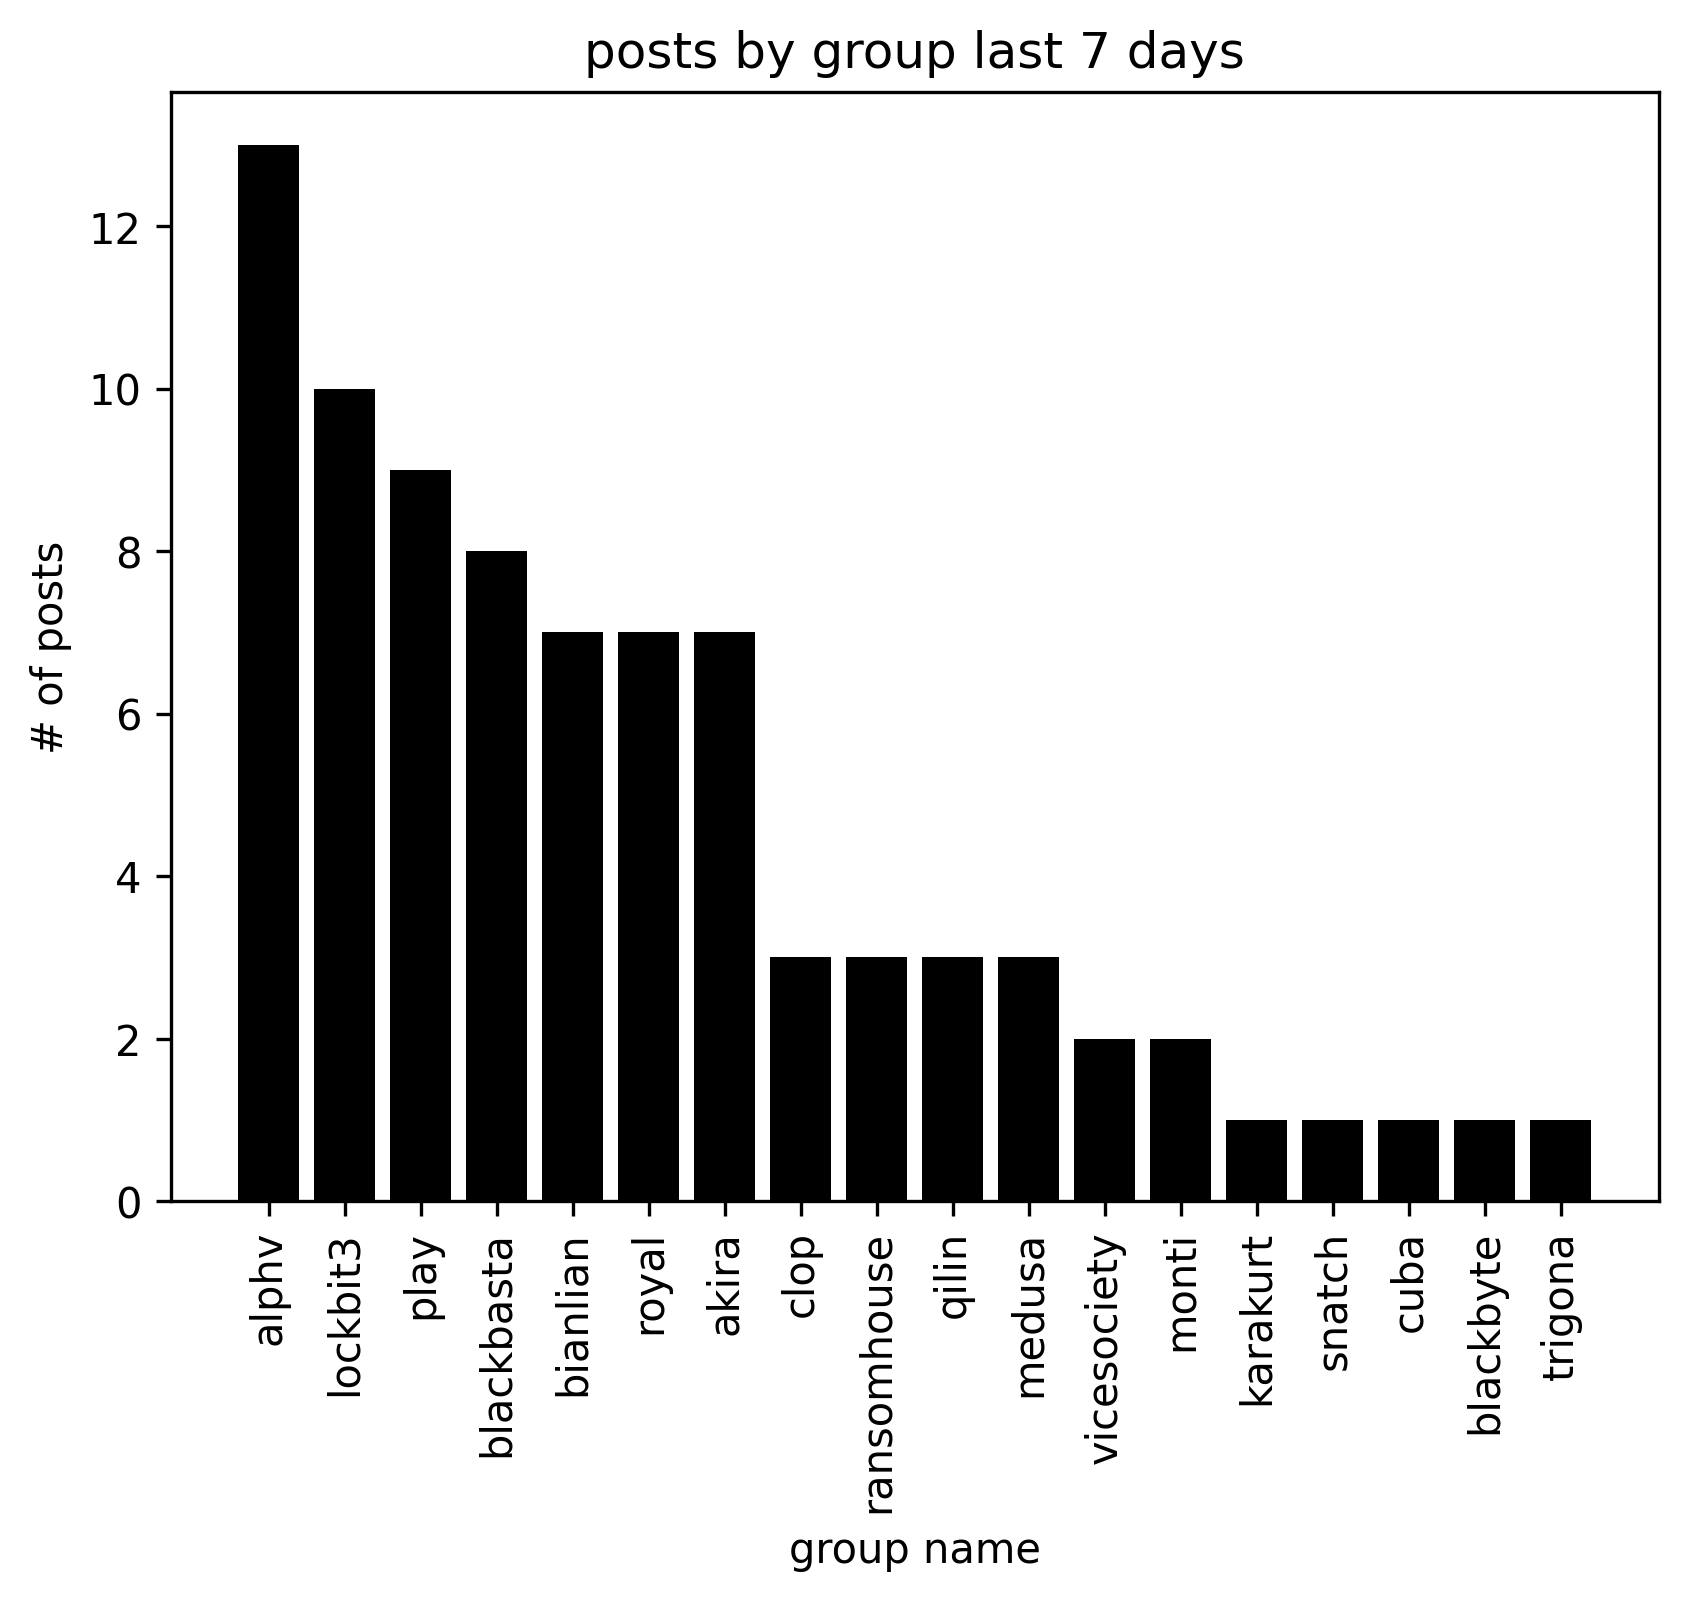 posts by group last 7 days
12
10
8
6
4
2
0
# of posts
alphv
lockbit3
play
blackbasta
bianlian
royal
akira
clop
ransomhouse
qilin
medusa
vicesociety
monti
karakurt
snatch
cuba
blackbyte
trigona
group name